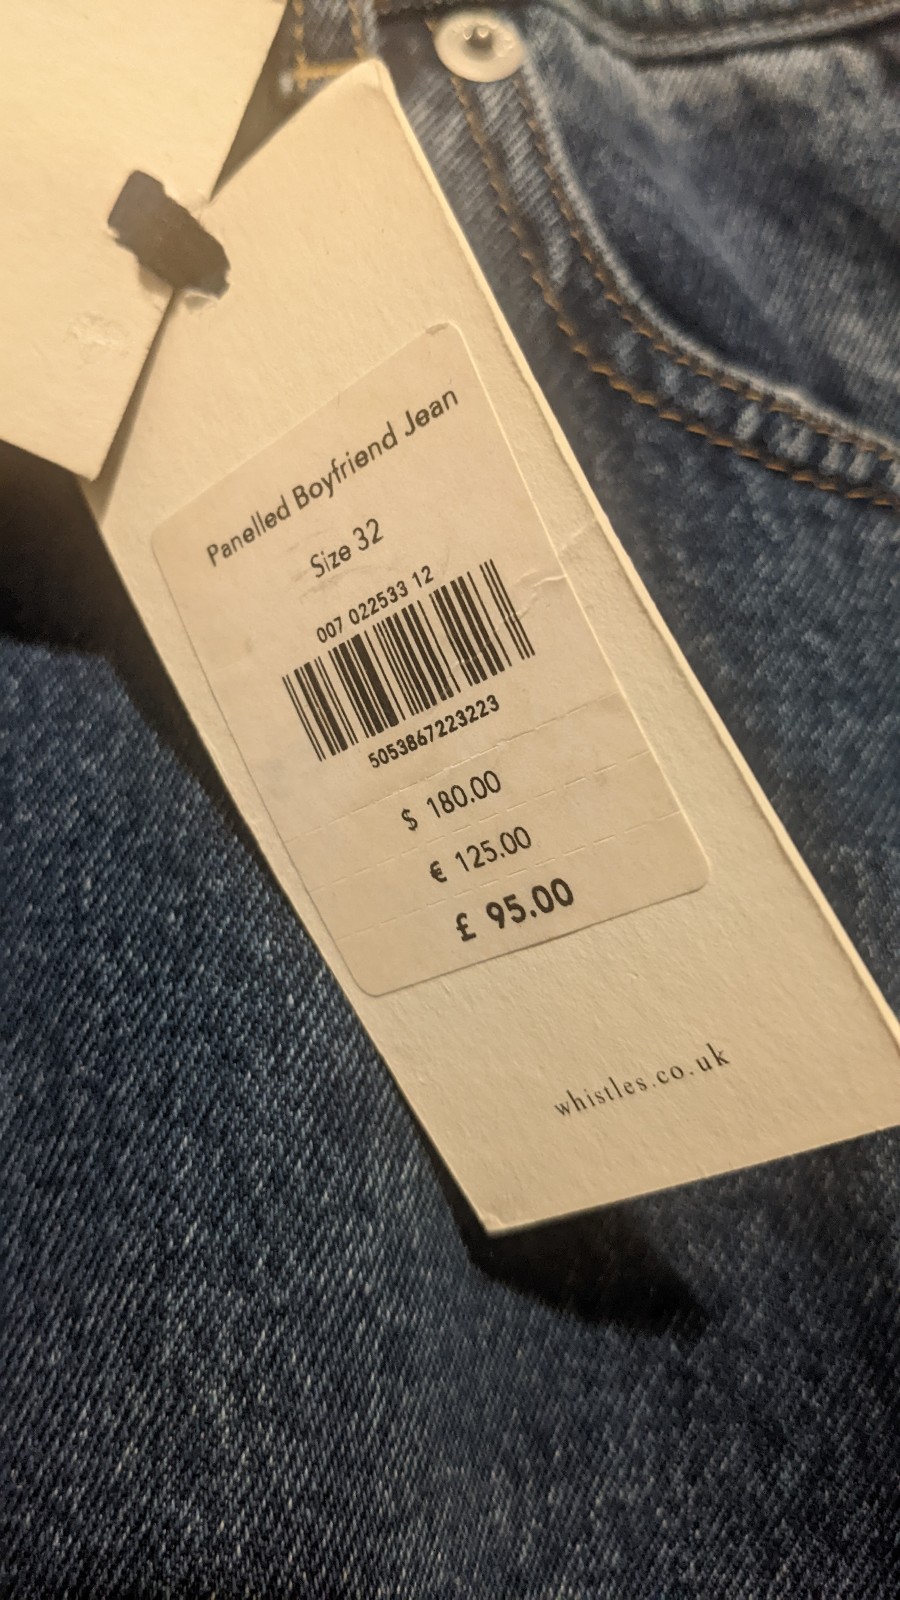 Panelled Boyfriend Jean
Size 32
007 022533 12
5053867223223
$ 180.00
€ 125.00
£ 95.00
whistles.co.uk